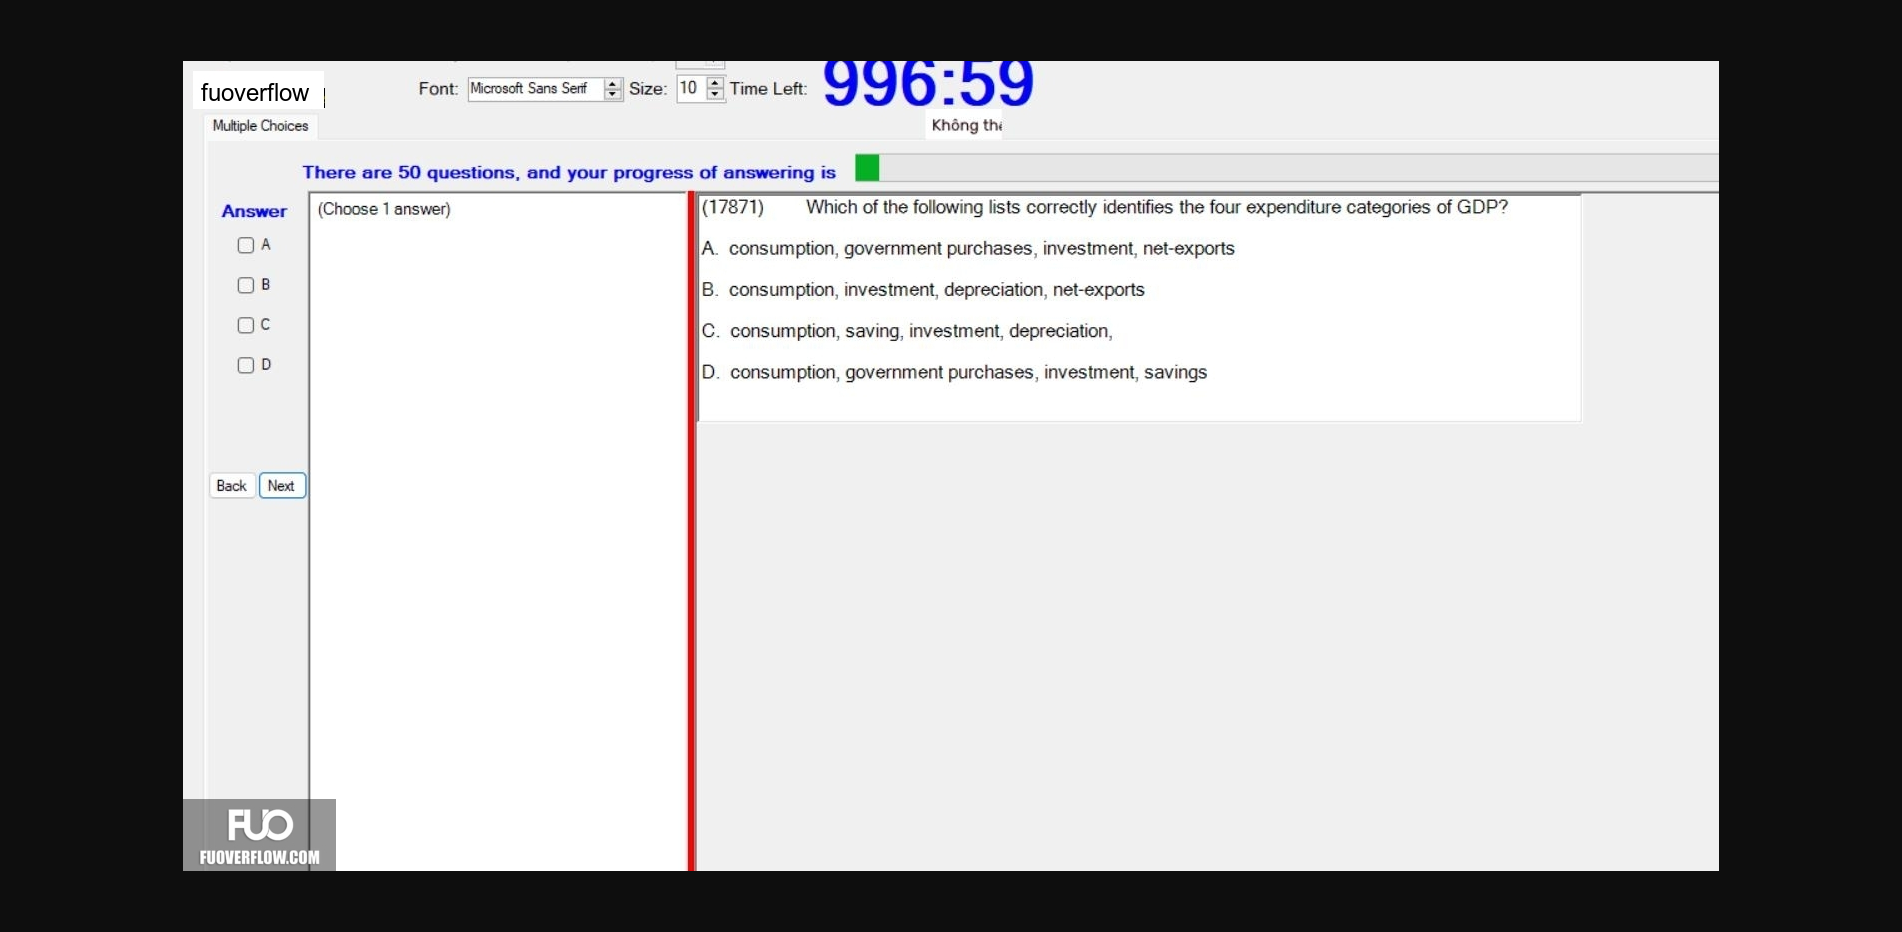 fuoverflow
Font: Microsoft Sans Serif Size: 10 Time Left: 996:59
Multiple Choices
Không thể
There are 50 questions, and your progress of answering is
Answer
A
B
C
D
Back Next
(Choose 1 answer)
(17871) Which of the following lists correctly identifies the four expenditure categories of GDP?
A. consumption, government purchases, investment, net-exports
B. consumption, investment, depreciation, net-exports
C. consumption, saving, investment, depreciation,
D. consumption, government purchases, investment, savings
FUO
FUOVERFLOW.COM